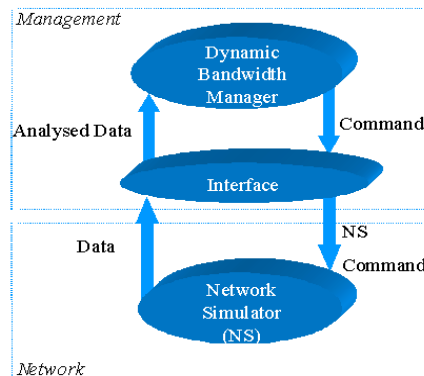 Management
Dynamic
Bandwidth
Manager
Analysed Data
Command
Interface
Data
NS
Command
Network
Simulator
(NS)
Network